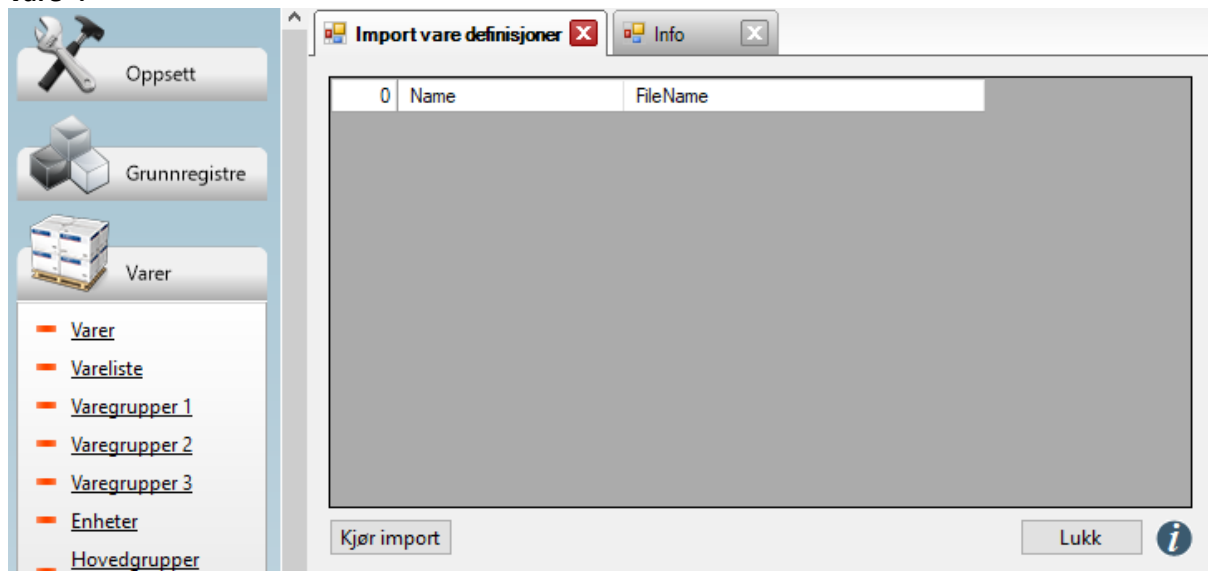 Oppsett
Grunnregistre
Varer
Varer
Vareliste
Varegrupper 1
Varegrupper 2
Varegrupper 3
Enheter
Hovedgrupper
Import vare definisjoner
Info
0 Name FileName
Kjør import
Lukk